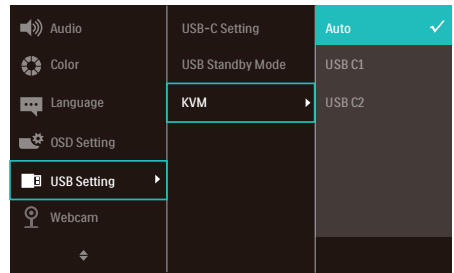 Audio
Color
Language
OSD Setting
USB Setting
Webcam
USB-C Setting
USB Standby Mode
KVM
Auto
USB C1
USB C2